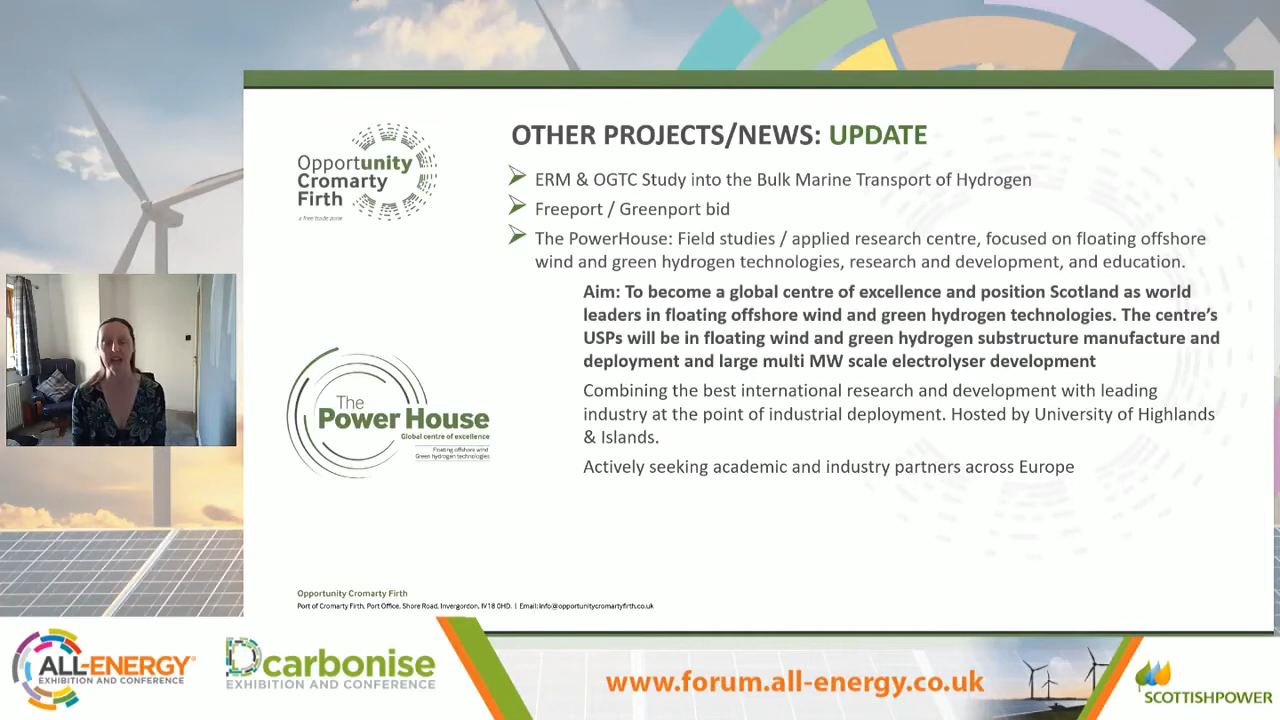 OTHER PROJECTS/NEWS: UPDATE
Opportunity
Cromarty
Firth
a free trade zone
ERM & OGTC Study into the Bulk Marine Transport of Hydrogen
Freeport / Greenport bid
The PowerHouse: Field studies / applied research centre, focused on floating offshore
wind and green hydrogen technologies, research and development, and education.
Aim: To become a global centre of excellence and position Scotland as world
leaders in floating offshore wind and green hydrogen technologies. The centre's
USPs will be in floating wind and green hydrogen substructure manufacture and
deployment and large multi MW scale electrolyser development
Combining the best international research and development with leading
industry at the point of industrial deployment. Hosted by University of Highlands
& Islands.
Actively seeking academic and industry partners across Europe
The
Power House
Global centre of excellence
Floating offshore wind
Green hydrogen technologies
Opportunity Cromarty Firth
Port of Cromarty Firth, Port Office, Shore Road, Invergordon, IV18 0HD. | Email: info@opportunitycromartyfirth.co.uk
ALL-ENERGY®
EXHIBITION AND CONFERENCE
Dcarbonise
EXHIBITION AND CONFERENCE
www.forum.all-energy.co.uk
SCOTTISHPOWER